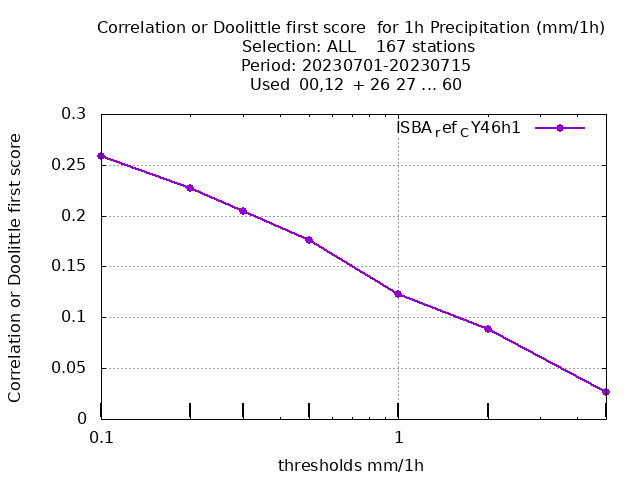 Correlation or Doolittle first score  for 1h Precipitation (mm/1h)
Selection: ALL    167 stations
Period: 20230701-20230715
Used  00,12  + 26 27 ... 60
ISBA_ref_CY46h1
Correlation or Doolittle first score
0.3
0.25
0.2
0.15
0.1
0.05
0
0.1
1
thresholds mm/1h